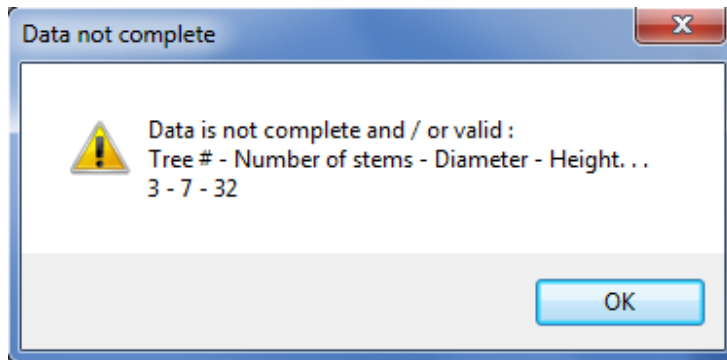 Data not complete
Data is not complete and / or valid :
Tree # - Number of stems - Diameter - Height. . .
3 - 7 - 32
OK